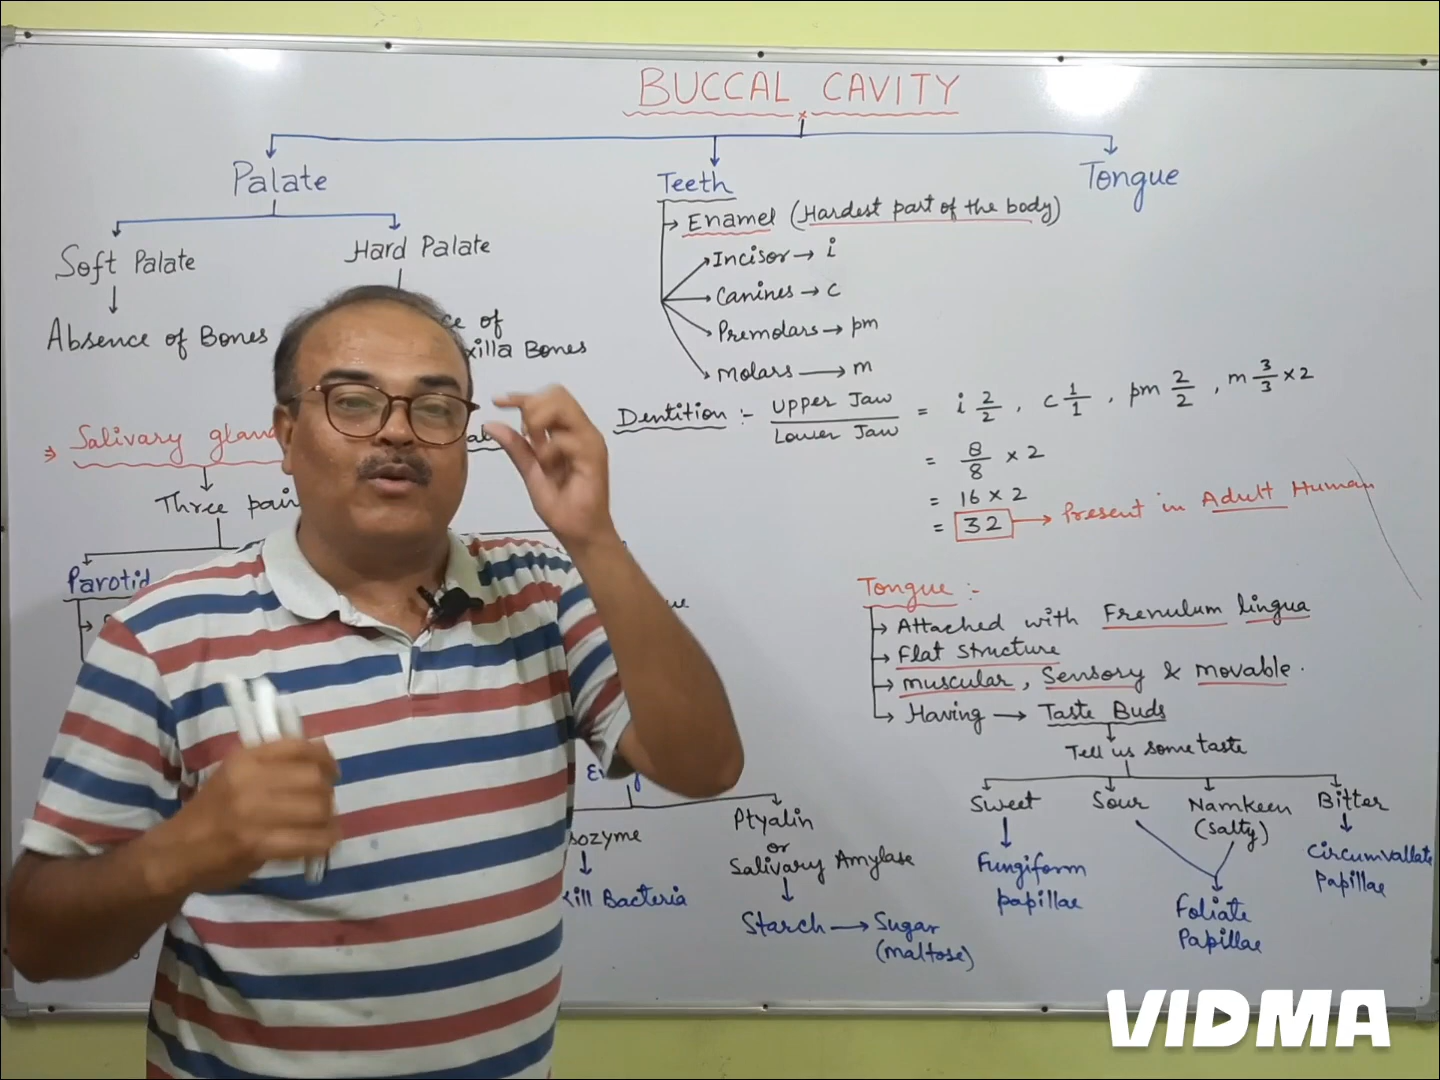 BUCCAL CAVITY
Palate
Teeth
Tongue
Enamel (Hardest part of the body)
Soft Palate
Hard Palate
Incisor → i
Canines → c
Premolars → pm
Molars → m
Absence of Bones
of
Bones
Dentition :- Upper Jaw / Lower Jaw = i 2/2 , c 1/1 , pm 2/2 , m 3/3 × 2
= 8/8 × 2
= 16 × 2
= 32 → Present in Adult Human
Salivary
Three
Parotid
Tongue :-
→ Attached with Frenulum lingua
→ Flat structure
→ muscular, Sensory & movable.
→ Having → Taste Buds
Tell us some taste
Sweet
Sour
Namkeen
(salty)
Bitter
Fungiform
papillae
Foliate
Papillae
Circumvallate
Papillae
Ptyalin
or
Salivary Amylase
Starch → Sugar
(maltose)
Bacteria
VIDMA